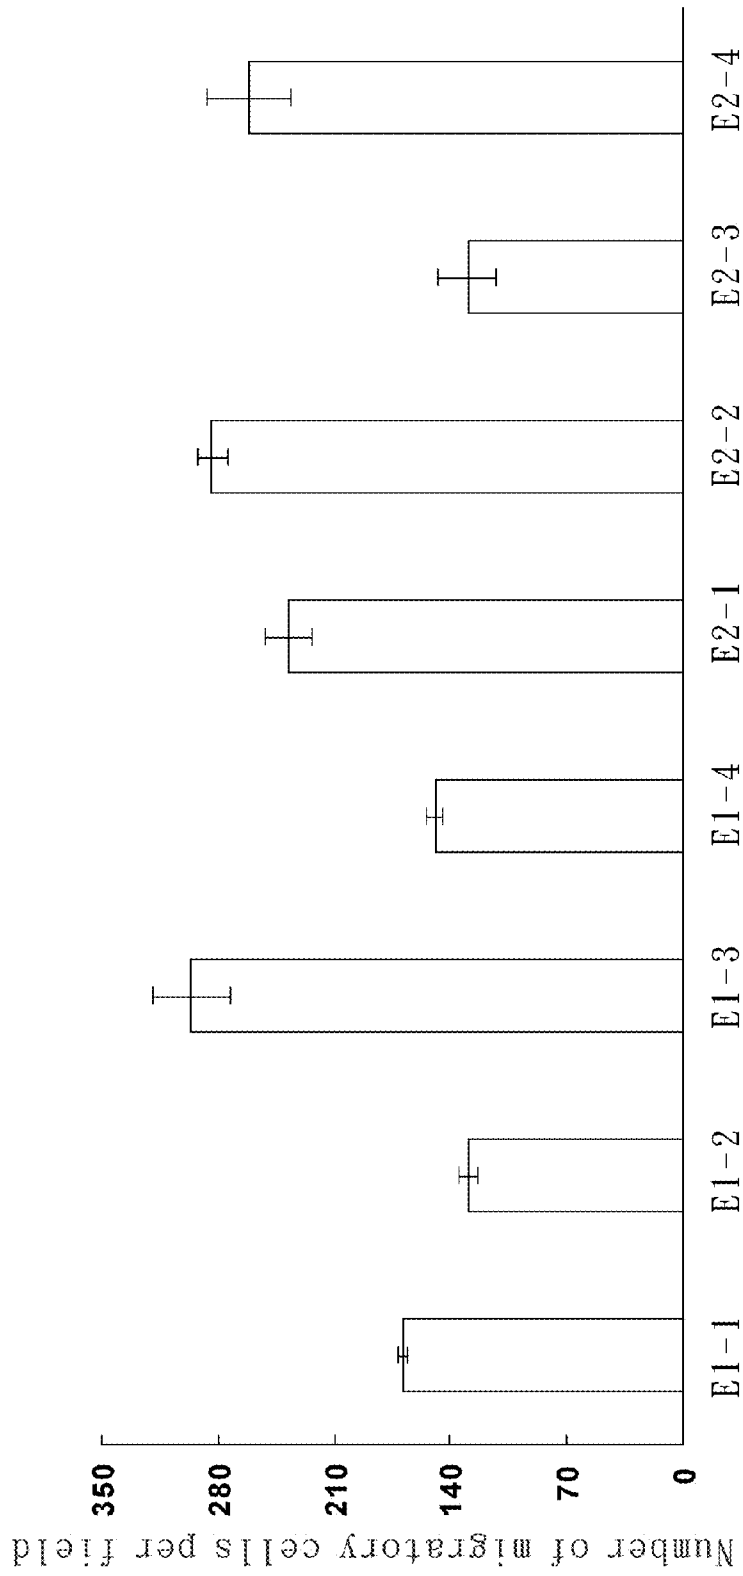 Number of migratory cells per field
350
280
210
140
70
0
E1-1
E1-2
E1-3
E1-4
E2-1
E2-2
E2-3
E2-4